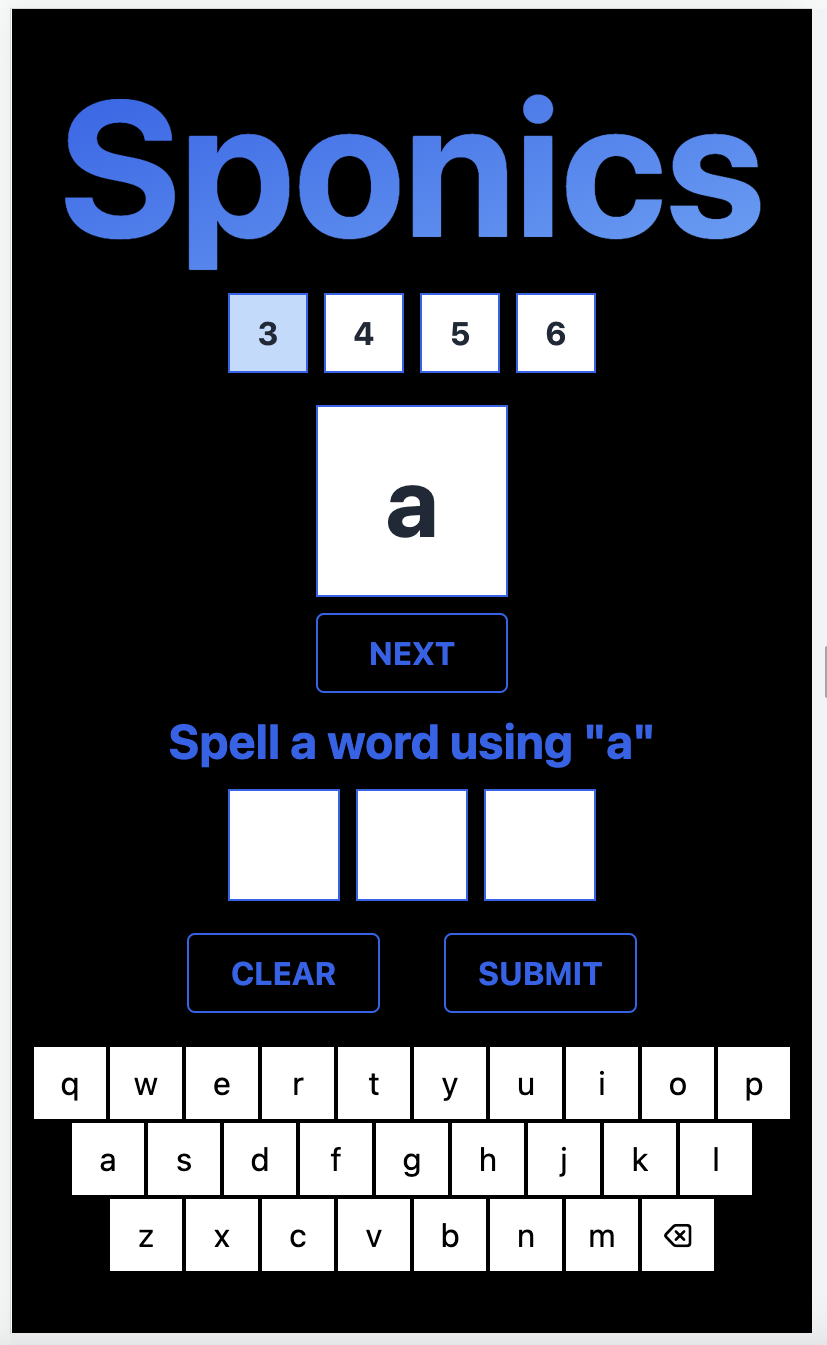 Sponics
3 4 5 6
a
NEXT
Spell a word using "a"
CLEAR SUBMIT
q w e r t y u i o p
a s d f g h j k l
z x c v b n m